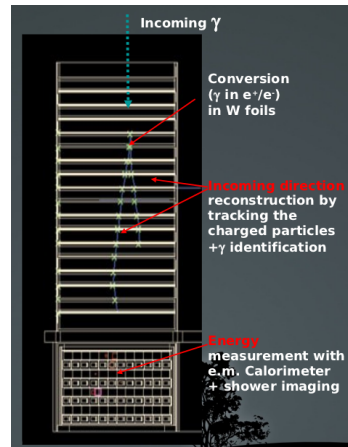 Incoming γ
Conversion
(γ in e⁺/e⁻)
in W foils
Incoming direction
reconstruction by
tracking the
charged particles
+γ identification
Energy
measurement with
e.m. Calorimeter
+ shower imaging